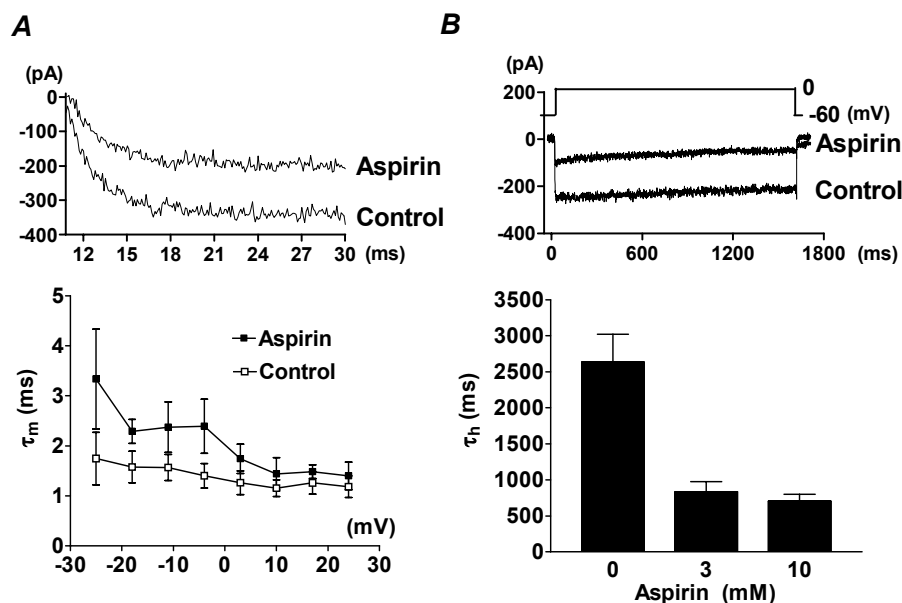 A
(pA)
0
-100
-200
-300
-400
Aspirin
Control
12 15 18 21 24 27 30 (ms)
5
4
3
2
1
0
τm (ms)
Aspirin
Control
(mV)
-30 -20 -10 0 10 20 30
B
(pA)
200
0
-200
-400
0
-60 (mV)
Aspirin
Control
0 600 1200 1800
(ms)
3500
3000
2500
2000
1500
1000
500
0
τh (ms)
0 3 10
Aspirin (mM)